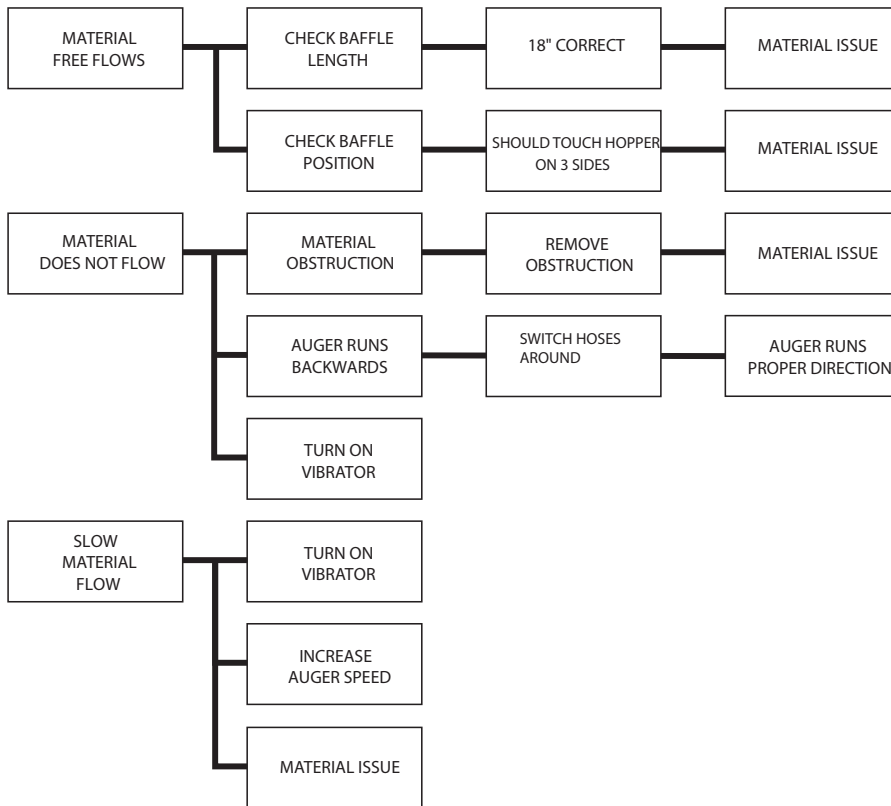 MATERIAL
FREE FLOWS
CHECK BAFFLE
LENGTH
18" CORRECT
MATERIAL ISSUE
CHECK BAFFLE
POSITION
SHOULD TOUCH HOPPER
ON 3 SIDES
MATERIAL ISSUE
MATERIAL
DOES NOT FLOW
MATERIAL
OBSTRUCTION
REMOVE
OBSTRUCTION
MATERIAL ISSUE
AUGER RUNS
BACKWARDS
SWITCH HOSES
AROUND
AUGER RUNS
PROPER DIRECTION
TURN ON
VIBRATOR
SLOW
MATERIAL
FLOW
TURN ON
VIBRATOR
INCREASE
AUGER SPEED
MATERIAL ISSUE